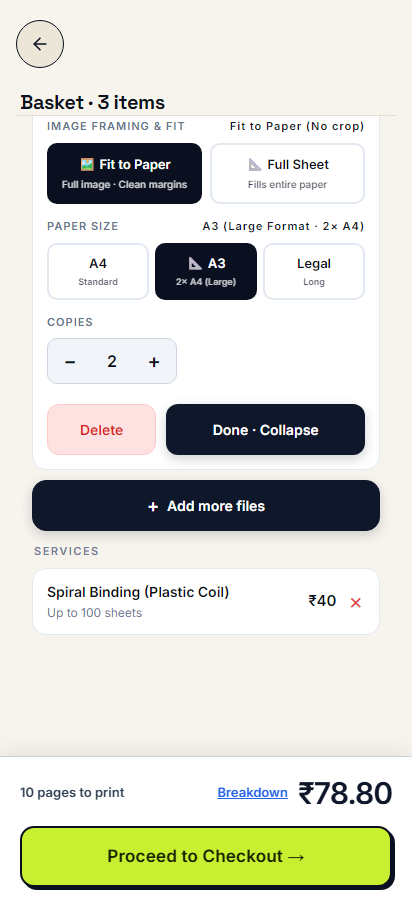 Basket · 3 items
IMAGE FRAMING & FIT
Fit to Paper (No crop)
Fit to Paper
Full image · Clean margins
Full Sheet
Fills entire paper
PAPER SIZE
A3 (Large Format · 2× A4)
A4
Standard
A3
2× A4 (Large)
Legal
Long
COPIES
− 2 +
Delete
Done · Collapse
+ Add more files
SERVICES
Spiral Binding (Plastic Coil)
Up to 100 sheets
₹40 ×
10 pages to print
Breakdown
₹78.80
Proceed to Checkout →